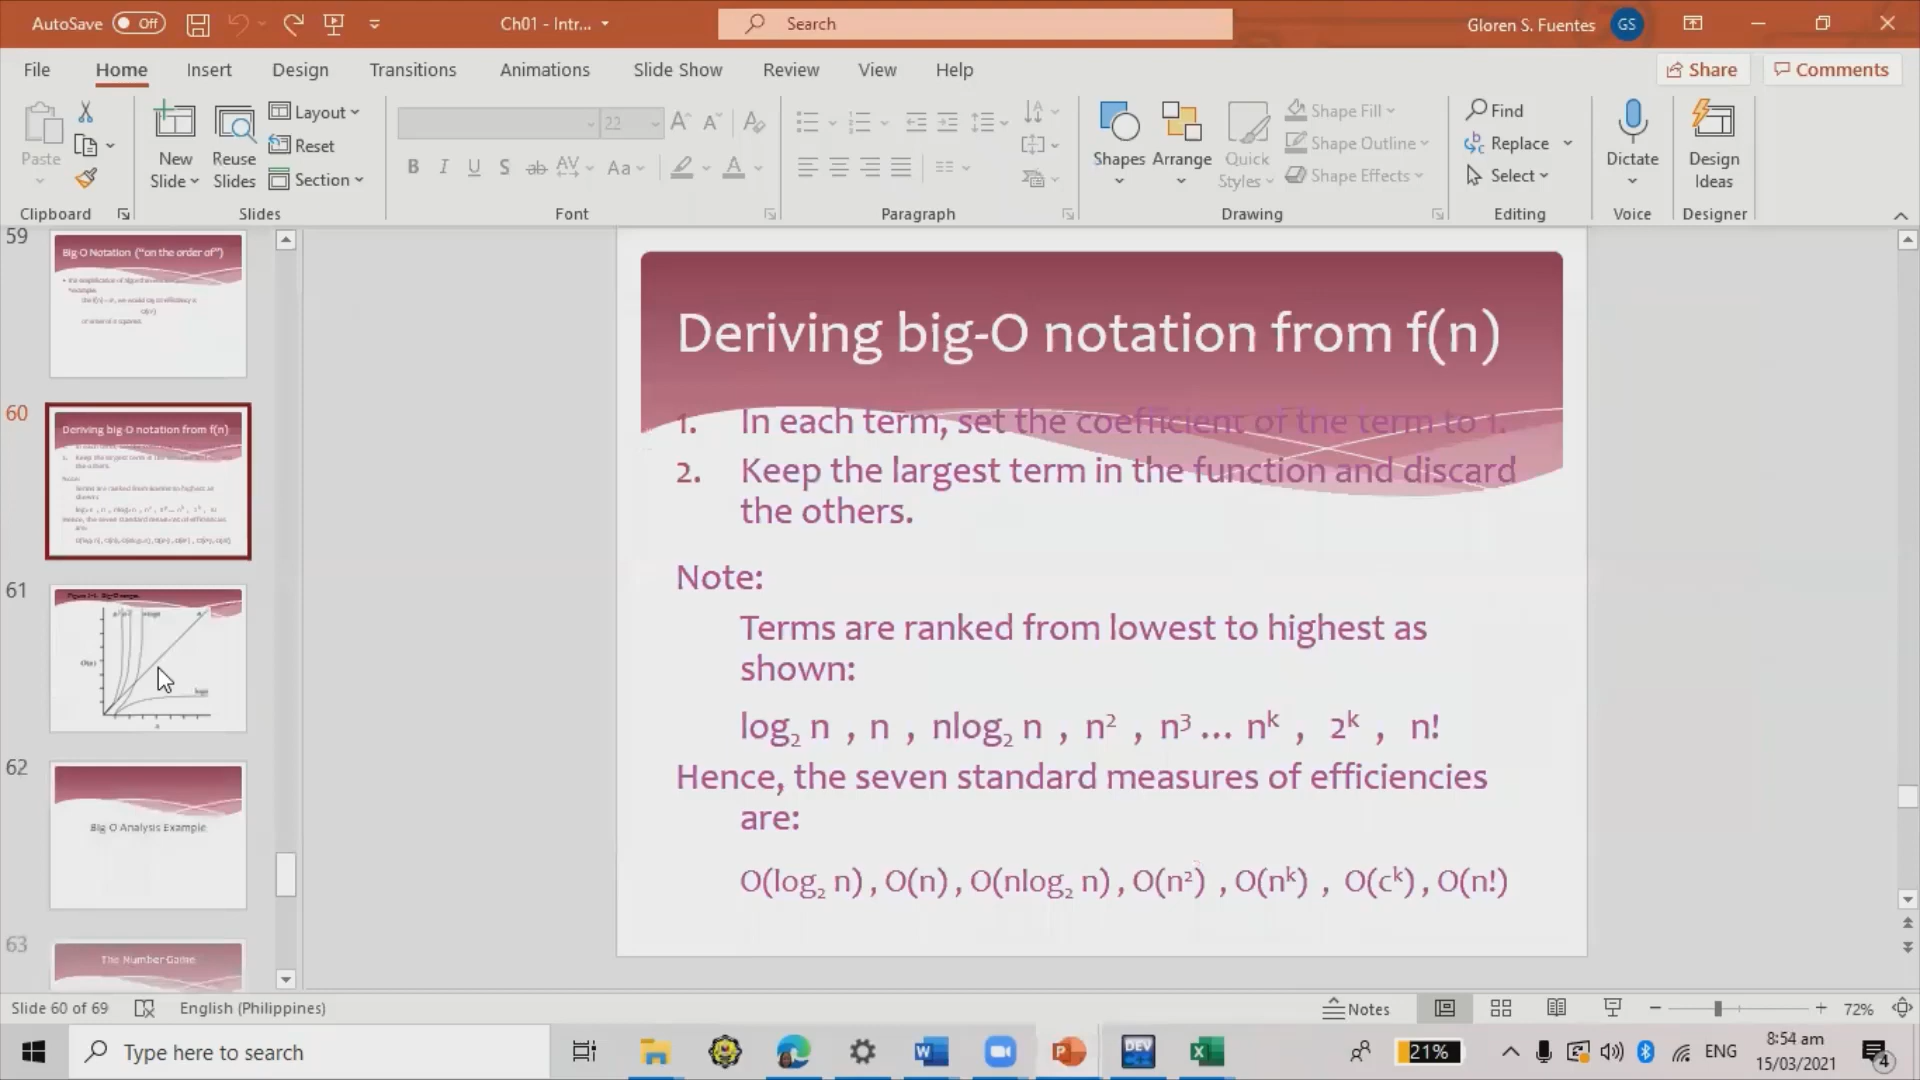 AutoSave Off
Ch01 - Intr...
Search
Gloren S. Fuentes GS
File Home Insert Design Transitions Animations Slide Show Review View Help
Share Comments
Paste
Clipboard
New Slide
Reuse Slides
Layout
Reset
Section
Slides
22
B I U S ab AV Aa A
Font
Paragraph
Shapes
Arrange
Quick Styles
Shape Fill
Shape Outline
Shape Effects
Drawing
Find
Replace
Select
Editing
Dictate
Voice
Design Ideas
Designer
59
Big O Notation ("on the order of")
60
Deriving big-O notation from f(n)
61
62
Big O Analysis Example
63
The Number Game
Deriving big-O notation from f(n)
1. In each term, set the coefficient of the term to 1.
2. Keep the largest term in the function and discard
the others.
Note:
Terms are ranked from lowest to highest as
shown:
log₂ n , n , nlog₂ n , n² , n³ ... nᵏ , 2ᵏ , n!
Hence, the seven standard measures of efficiencies
are:
O(log₂ n) , O(n) , O(nlog₂ n) , O(n²) , O(nᵏ) , O(cᵏ) , O(n!)
Slide 60 of 69 English (Philippines)
Notes
72%
Type here to search
DEV
21%
ENG
8:54 am
15/03/2021
4